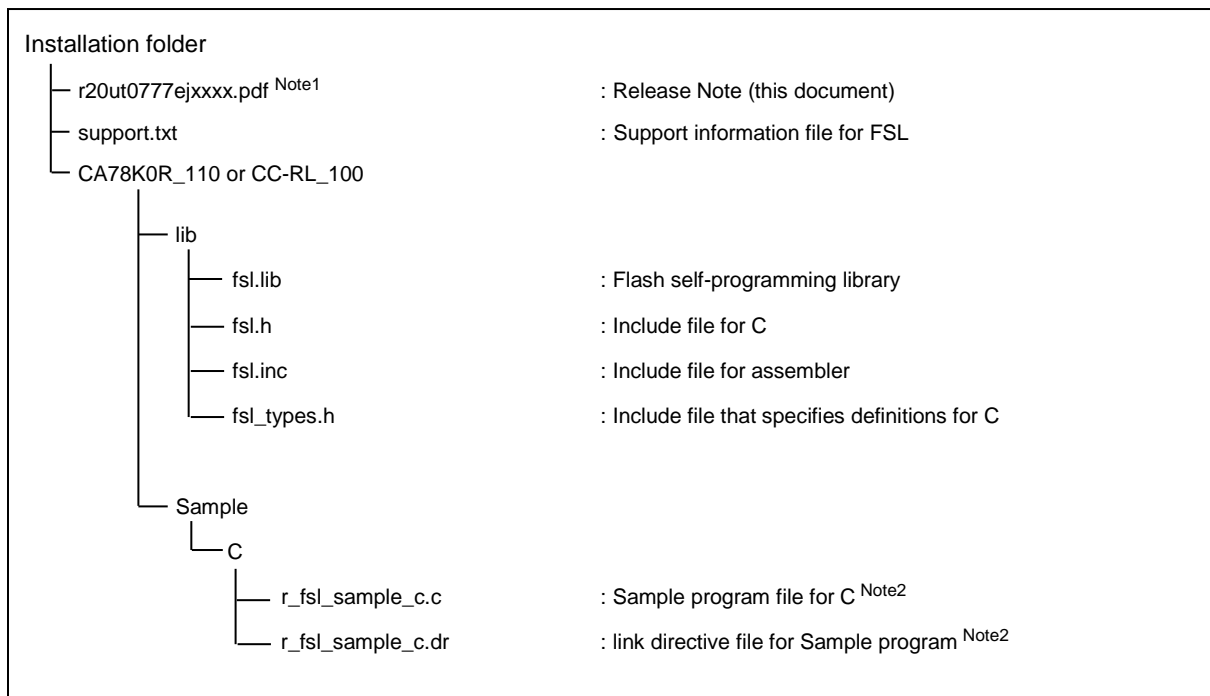 Installation folder
r20ut0777ejxxxx.pdf Note1 : Release Note (this document)
support.txt : Support information file for FSL
CA78K0R_110 or CC-RL_100
lib
fsl.lib : Flash self-programming library
fsl.h : Include file for C
fsl.inc : Include file for assembler
fsl_types.h : Include file that specifies definitions for C
Sample
C
r_fsl_sample_c.c : Sample program file for C Note2
r_fsl_sample_c.dr : link directive file for Sample program Note2